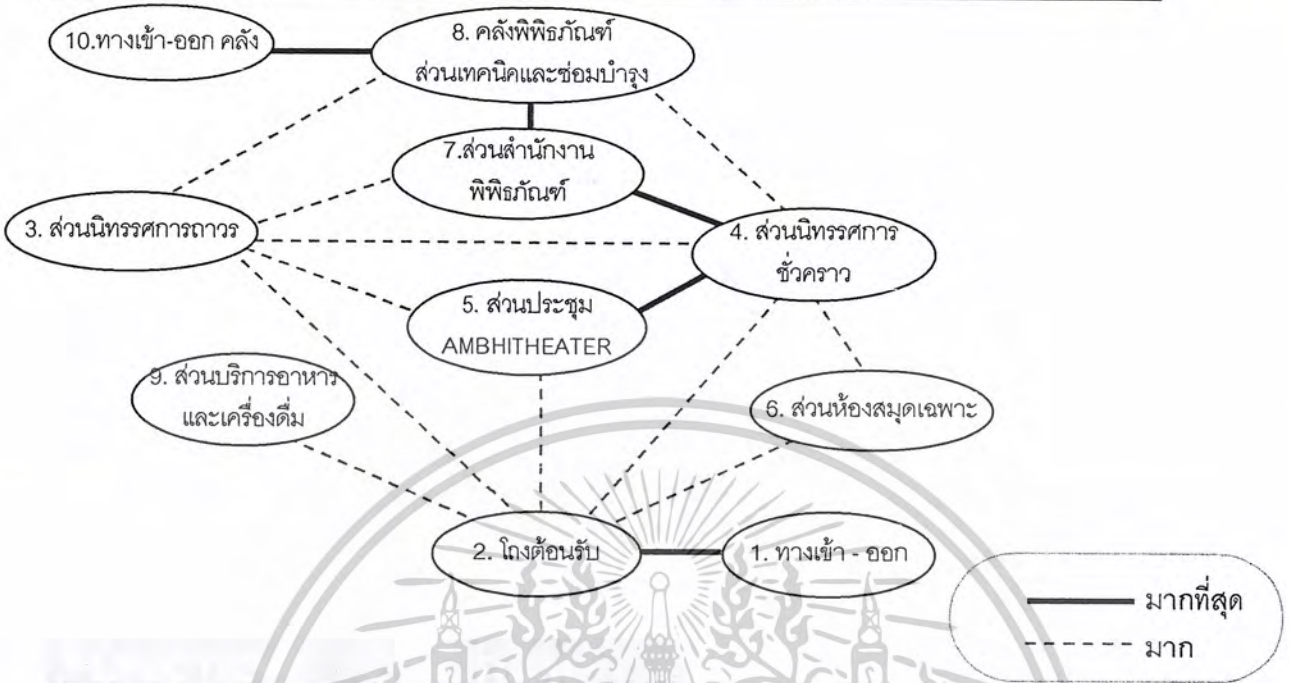 10.ทางเข้า-ออก คลัง
8. คลังพิพิธภัณฑ์
ส่วนเทคนิคและซ่อมบำรุง
7.ส่วนสำนักงาน
พิพิธภัณฑ์
3. ส่วนนิทรรศการถาวร
4. ส่วนนิทรรศการ
ชั่วคราว
5. ส่วนประชุม
AMBHITHEATER
9. ส่วนบริการอาหาร
และเครื่องดื่ม
6. ส่วนห้องสมุดเฉพาะ
2. โถงต้อนรับ
1. ทางเข้า - ออก
มากที่สุด
มาก